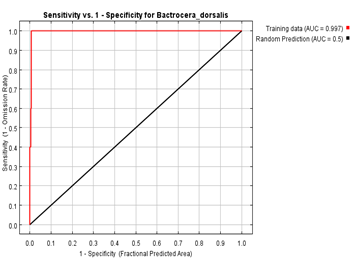 Sensitivity vs. 1 - Specificity for Bactrocera_dorsalis
Training data (AUC = 0.997)
Random Prediction (AUC = 0.5)
Sensitivity (1 - Omission Rate)
1.0
0.9
0.8
0.7
0.6
0.5
0.4
0.3
0.2
0.1
0.0
0.0 0.1 0.2 0.3 0.4 0.5 0.6 0.7 0.8 0.9 1.0
1 - Specificity (Fractional Predicted Area)